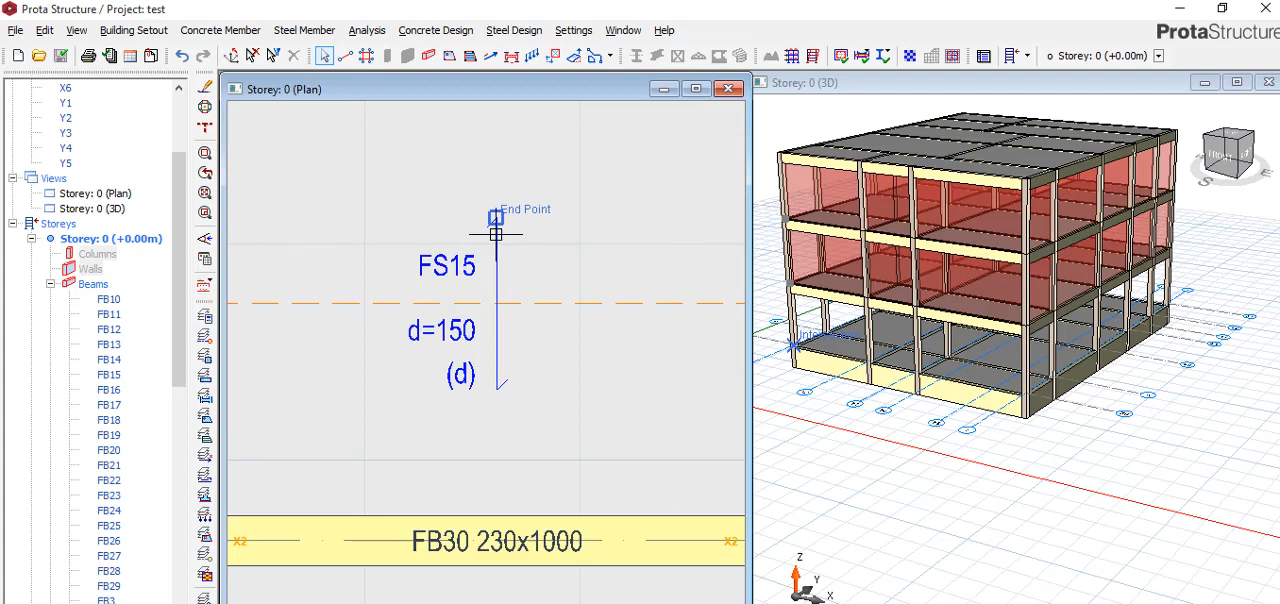 Prota Structure / Project: test
File Edit View Building Setout Concrete Member Steel Member Analysis Concrete Design Steel Design Settings Window Help
ProtaStructure
Storey: 0 (+0.00m)
X6
Y1
Y2
Y3
Y4
Y5
Views
Storey: 0 (Plan)
Storey: 0 (3D)
Storeys
Storey: 0 (+0.00m)
Columns
Walls
Beams
FB10
FB11
FB12
FB13
FB14
FB15
FB16
FB17
FB18
FB19
FB20
FB21
FB22
FB23
FB24
FB25
FB26
FB27
FB28
FB29
FB3
Storey: 0 (Plan)
End Point
FS15
d=150
(d)
X2 FB30 230x1000 X2
Storey: 0 (3D)
FRONT
S E
Z
Y
X